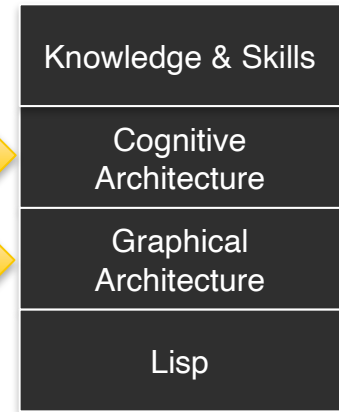 Knowledge & Skills
Cognitive
Architecture
Graphical
Architecture
Lisp